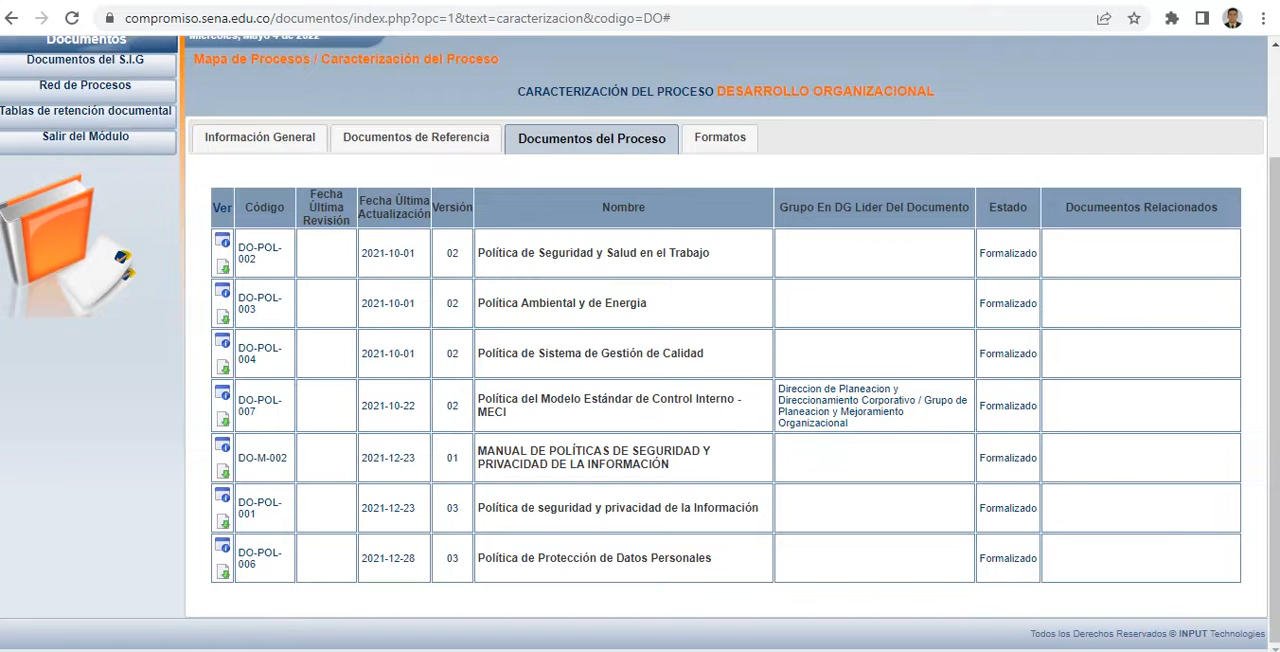 compromiso.sena.edu.co/documentos/index.php?opc=1&text=caracterizacion&codigo=DO#
Documentos
Documentos del S.I.G
Red de Procesos
Tablas de retención documental
Salir del Módulo
Miércoles, Mayo 4 de 2022
Mapa de Procesos / Caracterización del Proceso
CARACTERIZACIÓN DEL PROCESO DESARROLLO ORGANIZACIONAL
Información General Documentos de Referencia Documentos del Proceso Formatos
Ver Código Fecha Última Revisión Fecha Última Actualización Versión Nombre Grupo En DG Lider Del Documento Estado Documeentos Relacionados
DO-POL-002 2021-10-01 02 Política de Seguridad y Salud en el Trabajo Formalizado
DO-POL-003 2021-10-01 02 Política Ambiental y de Energia Formalizado
DO-POL-004 2021-10-01 02 Política de Sistema de Gestión de Calidad Formalizado
DO-POL-007 2021-10-22 02 Política del Modelo Estándar de Control Interno - MECI Direccion de Planeacion y Direccionamiento Corporativo / Grupo de Planeacion y Mejoramiento Organizacional Formalizado
DO-M-002 2021-12-23 01 MANUAL DE POLÍTICAS DE SEGURIDAD Y PRIVACIDAD DE LA INFORMACIÓN Formalizado
DO-POL-001 2021-12-23 03 Política de seguridad y privacidad de la Información Formalizado
DO-POL-006 2021-12-28 03 Política de Protección de Datos Personales Formalizado
Todos los Derechos Reservados © INPUT Technologies